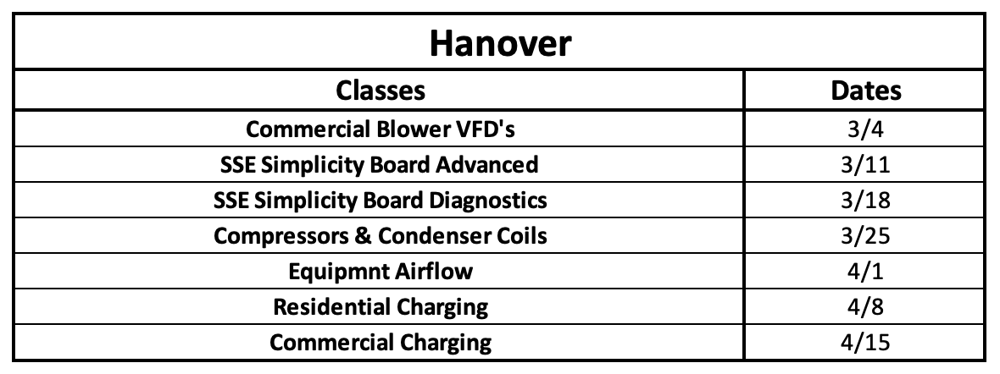 Hanover
Classes Dates
Commercial Blower VFD's 3/4
SSE Simplicity Board Advanced 3/11
SSE Simplicity Board Diagnostics 3/18
Compressors & Condenser Coils 3/25
Equipmnt Airflow 4/1
Residential Charging 4/8
Commercial Charging 4/15